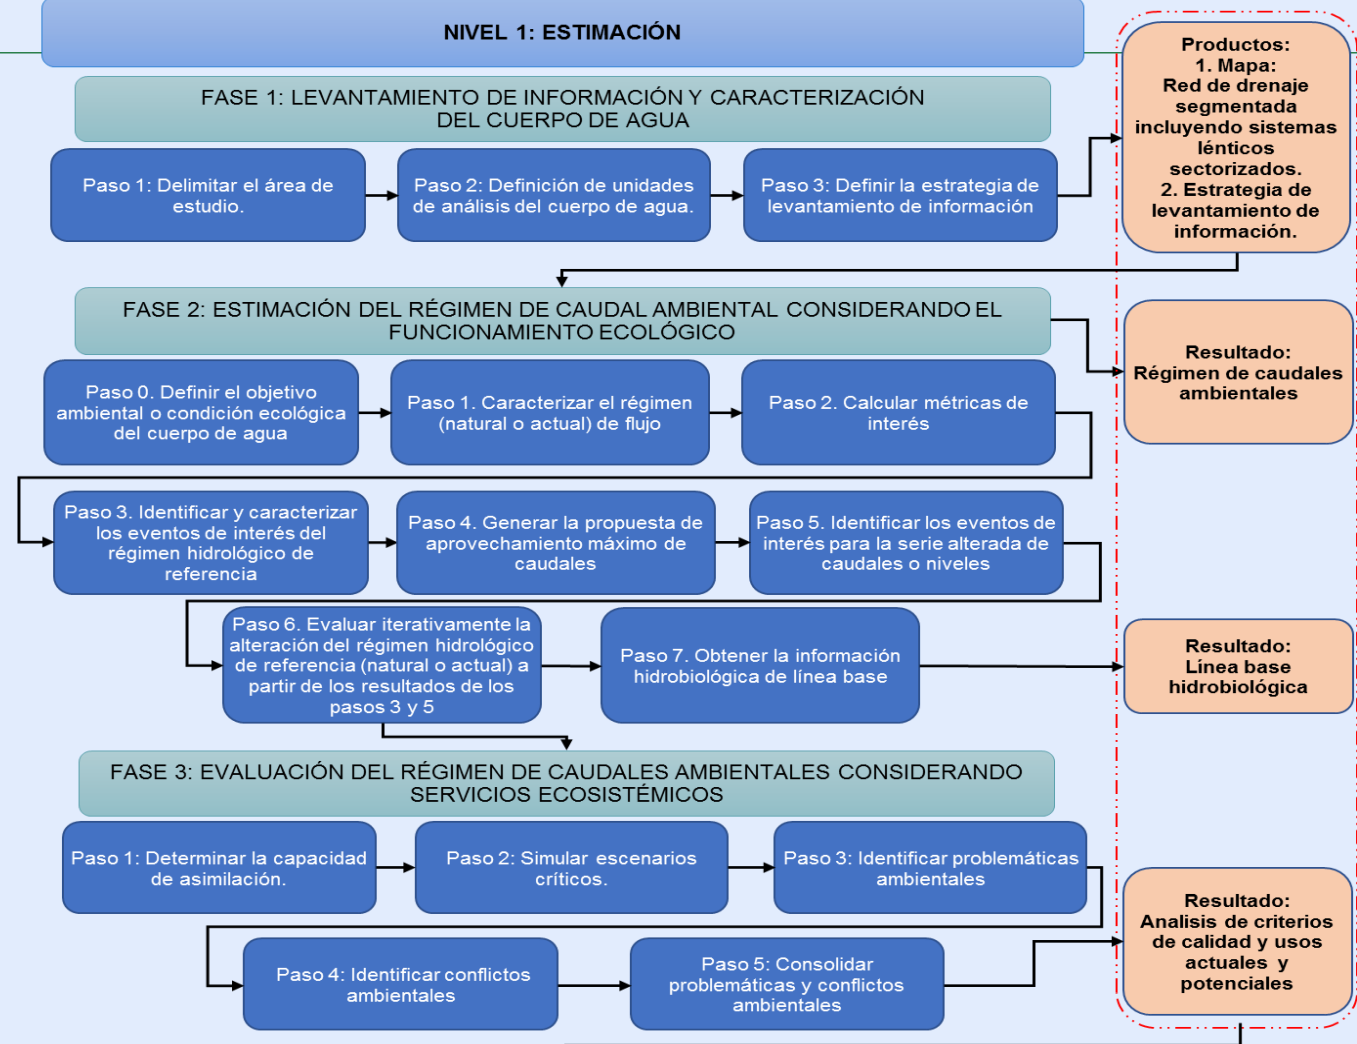 NIVEL 1: ESTIMACIÓN
FASE 1: LEVANTAMIENTO DE INFORMACIÓN Y CARACTERIZACIÓN
DEL CUERPO DE AGUA
Paso 1: Delimitar el área de
estudio.
Paso 2: Definición de unidades
de análisis del cuerpo de agua.
Paso 3: Definir la estrategia de
levantamiento de información
Productos:
1. Mapa:
Red de drenaje
segmentada
incluyendo sistemas
lénticos
sectorizados.
2. Estrategia de
levantamiento de
información.
FASE 2: ESTIMACIÓN DEL RÉGIMEN DE CAUDAL AMBIENTAL CONSIDERANDO EL
FUNCIONAMIENTO ECOLÓGICO
Resultado:
Régimen de caudales
ambientales
Paso 0. Definir el objetivo
ambiental o condición ecológica
del cuerpo de agua
Paso 1. Caracterizar el régimen
(natural o actual) de flujo
Paso 2. Calcular métricas de
interés
Paso 3. Identificar y caracterizar
los eventos de interés del
régimen hidrológico de
referencia
Paso 4. Generar la propuesta de
aprovechamiento máximo de
caudales
Paso 5. Identificar los eventos de
interés para la serie alterada de
caudales o niveles
Paso 6. Evaluar iterativamente la
alteración del régimen hidrológico
de referencia (natural o actual) a
partir de los resultados de los
pasos 3 y 5
Paso 7. Obtener la información
hidrobiológica de línea base
Resultado:
Línea base
hidrobiológica
FASE 3: EVALUACIÓN DEL RÉGIMEN DE CAUDALES AMBIENTALES CONSIDERANDO
SERVICIOS ECOSISTÉMICOS
Paso 1: Determinar la capacidad
de asimilación.
Paso 2: Simular escenarios
críticos.
Paso 3: Identificar problemáticas
ambientales
Paso 4: Identificar conflictos
ambientales
Paso 5: Consolidar
problemáticas y conflictos
ambientales
Resultado:
Analisis de criterios
de calidad y usos
actuales y
potenciales